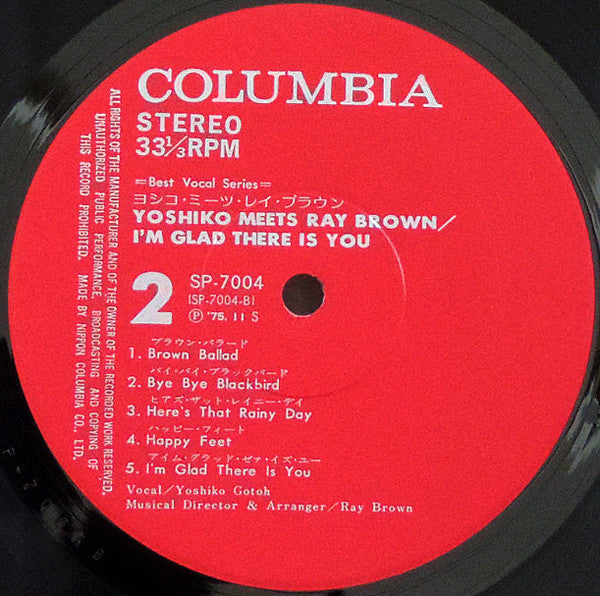 COLUMBIA
STEREO
33⅓RPM
=Best Vocal Series=
ヨシコ・ミーツ・レイ・ブラウン
YOSHIKO MEETS RAY BROWN/
I'M GLAD THERE IS YOU
2
SP-7004
(SP-7004-B)
Ⓟ '75. 11 S
ブラウン・バラード
1. Brown Ballad
バイ・バイ・ブラックバード
2. Bye Bye Blackbird
ヒアズ・ザット・レイニー・デイ
3. Here's That Rainy Day
ハッピー・フィート
4. Happy Feet
アイム・グラッド・ゼァ・イズ・ユー
5. I'm Glad There Is You
Vocal/Yoshiko Gotoh
Musical Director & Arranger/Ray Brown
ALL RIGHTS OF THE MANUFACTURER AND OF THE OWNER OF THE RECORDED WORK RESERVED.
UNAUTHORIZED PUBLIC PERFORMANCE, BROADCASTING AND COPYING OF
THIS RECORD PROHIBITED. MADE BY NIPPON COLUMBIA CO., LTD.